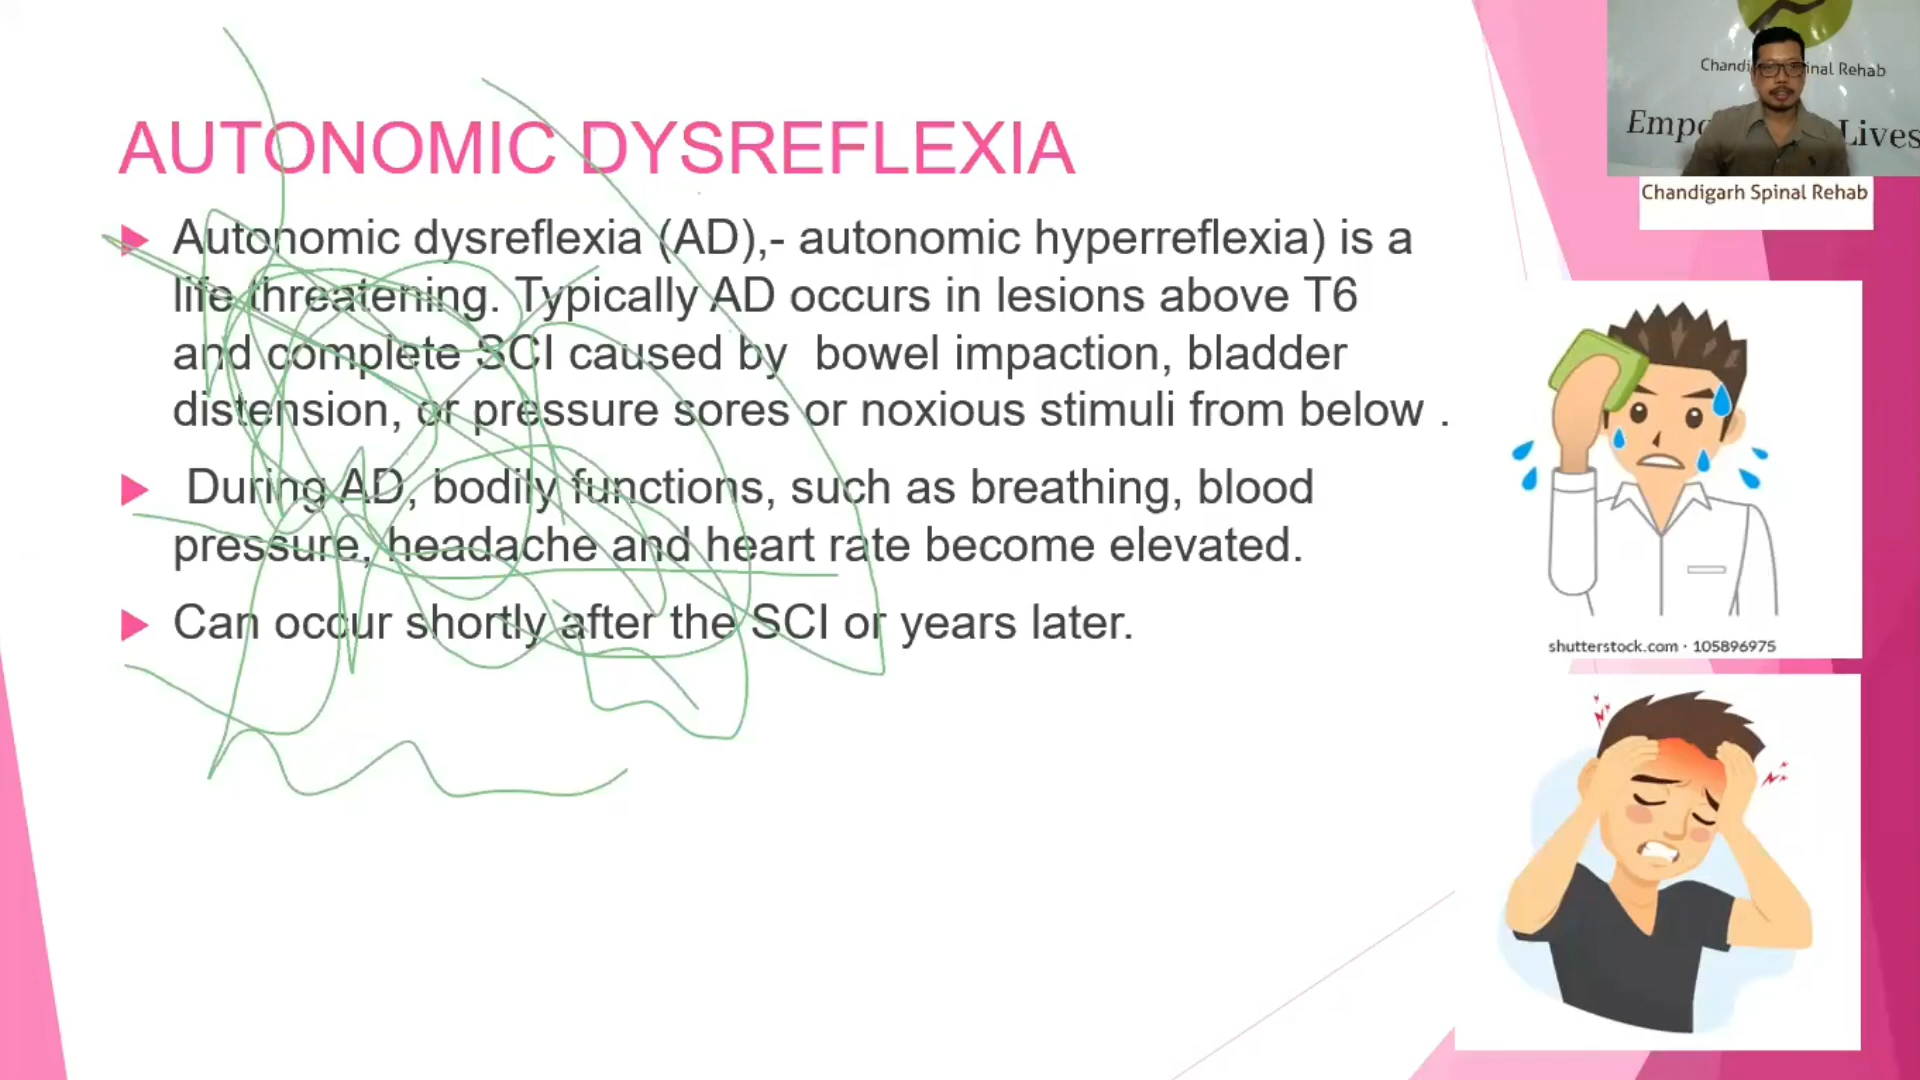 AUTONOMIC DYSREFLEXIA
Autonomic dysreflexia (AD),- autonomic hyperreflexia) is a
life threatening. Typically AD occurs in lesions above T6
and complete SCI caused by bowel impaction, bladder
distension, or pressure sores or noxious stimuli from below .
During AD, bodily functions, such as breathing, blood
pressure, headache and heart rate become elevated.
Can occur shortly after the SCI or years later.
Chandi inal Rehab
Empo Lives
Chandigarh Spinal Rehab
shutterstock.com · 105896975